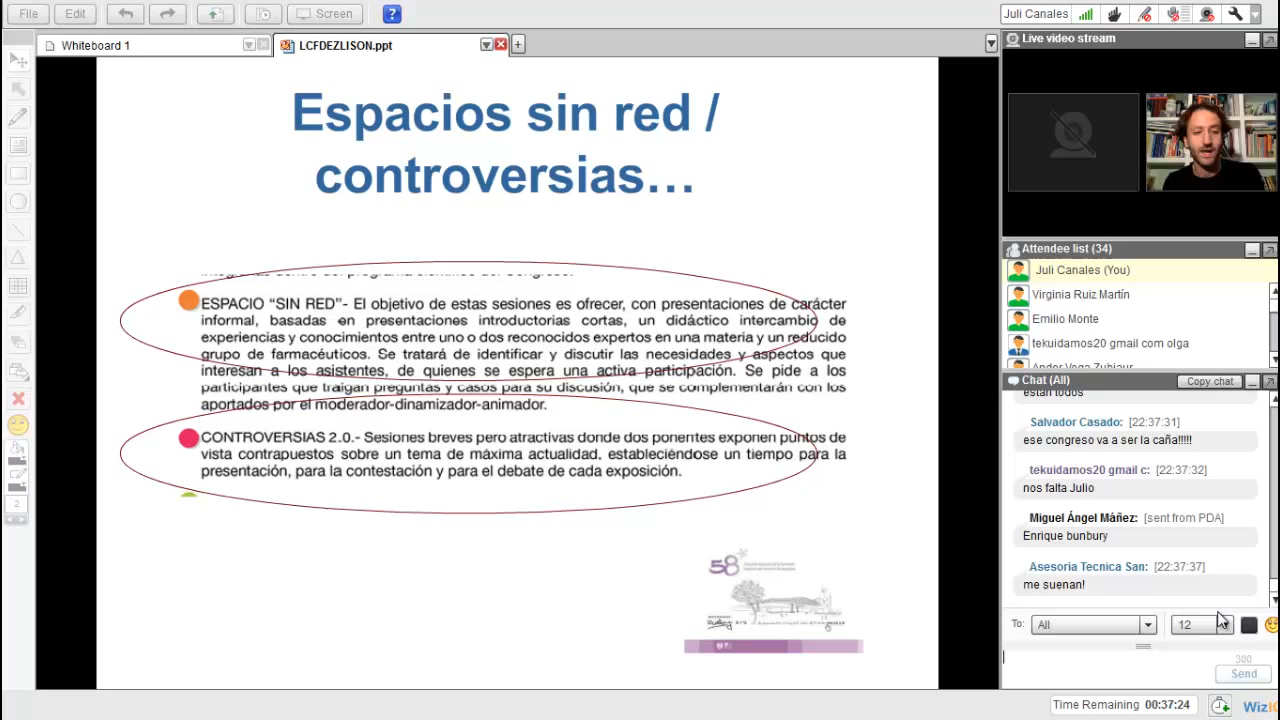 File
Edit
Screen
?
Juli Canales
Whiteboard 1
LCFDEZLISON.ppt
Live video stream
Espacios sin red /
controversias…
ESPACIO “SIN RED”- El objetivo de estas sesiones es ofrecer, con presentaciones de carácter
informal, basadas en presentaciones introductorias cortas, un didáctico intercambio de
experiencias y conocimientos entre uno o dos reconocidos expertos en una materia y un reducido
grupo de farmacéuticos. Se tratará de identificar y discutir las necesidades y aspectos que
interesan a los asistentes, de quienes se espera una activa participación. Se pide a los
participantes que traigan preguntas y casos para su discusión, que se complementarán con los
aportados por el moderador-dinamizador-animador.
CONTROVERSIAS 2.0.- Sesiones breves pero atractivas donde dos ponentes exponen puntos de
vista contrapuestos sobre un tema de máxima actualidad, estableciéndose un tiempo para la
presentación, para la contestación y para el debate de cada exposición.
58
2
Attendee list (34)
Juli Canales (You)
Virginia Ruiz Martín
Emilio Monte
tekuidamos20 gmail com olga
Ander Vega Zubiaur
Chat (All)
Copy chat
están todos
Salvador Casado: [22:37:31]
ese congreso va a ser la caña!!!!!
tekuidamos20 gmail c: [22:37:32]
nos falta Julio
Miguel Ángel Máñez: [sent from PDA]
Enrique bunbury
Asesoria Tecnica San: [22:37:37]
me suenan!
To:
All
12
300
Send
Time Remaining 00:37:24